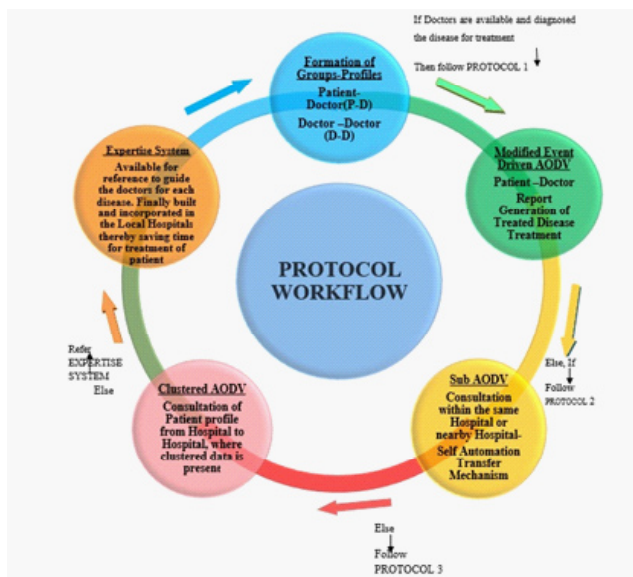 If Doctors are available and diagnosed
the disease for treatment
Then follow PROTOCOL 1
Formation of
Groups-Profiles
Patient-
Doctor(P-D)
Doctor –Doctor
(D-D)
Modified Event
Driven AODV
Patient –Doctor
Report
Generation of
Treated Disease
Treatment
Else, If
Follow
PROTOCOL 2
Sub AODV
Consultation
within the same
Hospital or
nearby Hospital-
Self Automation
Transfer
Mechanism
Else
Follow
PROTOCOL 3
Clustered AODV
Consultation of
Patient profile
from Hospital to
Hospital, where
clustered data is
present
Refer
EXPERTISE
SYSTEM
Else
Expertise System
Available for
reference to guide
the doctors for each
disease. Finally built
and incorporated in
the Local Hospitals
thereby saving time
for treatment of
patient
PROTOCOL
WORKFLOW